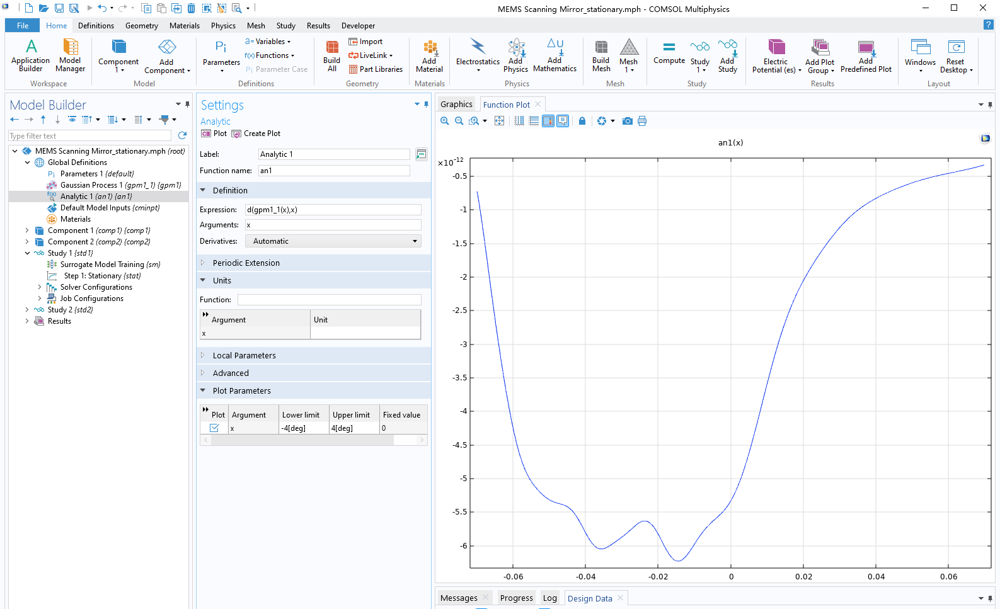 MEMS Scanning Mirror_stationary.mph - COMSOL Multiphysics
File Home Definitions Geometry Materials Physics Mesh Study Results Developer
Application Builder
Model Manager
Workspace
Component 1
Add Component
Model
Parameters
a= Variables
f(x) Functions
Pi Parameter Case
Definitions
Build All
Import
LiveLink
Part Libraries
Geometry
Add Material
Materials
Electrostatics
Add Physics
Add Mathematics
Physics
Build Mesh
Mesh 1
Mesh
Compute
Study 1
Add Study
Study
Electric Potential (es)
Add Plot Group
Add Predefined Plot
Results
Windows
Reset Desktop
Layout
Model Builder
Type filter text
MEMS Scanning Mirror_stationary.mph (root)
Global Definitions
Pi Parameters 1 {default}
Gaussian Process 1 (gpm1_1) {gpm1}
Analytic 1 (an1) {an1}
Default Model Inputs {cminpt}
Materials
Component 1 (comp1) {comp1}
Component 2 (comp2) {comp2}
Study 1 {std1}
Surrogate Model Training {sm}
Step 1: Stationary {stat}
Solver Configurations
Job Configurations
Study 2 {std2}
Results
Settings
Analytic
Plot Create Plot
Label: Analytic 1
Function name: an1
Definition
Expression: d(gpm1_1(x),x)
Arguments: x
Derivatives: Automatic
Periodic Extension
Units
Function:
Argument Unit
x
Local Parameters
Advanced
Plot Parameters
Plot Argument Lower limit Upper limit Fixed value
x -4[deg] 4[deg] 0
Graphics Function Plot
an1(x)
×10-12
-0.5
-1
-1.5
-2
-2.5
-3
-3.5
-4
-4.5
-5
-5.5
-6
-0.06 -0.04 -0.02 0 0.02 0.04 0.06
Messages Progress Log Design Data